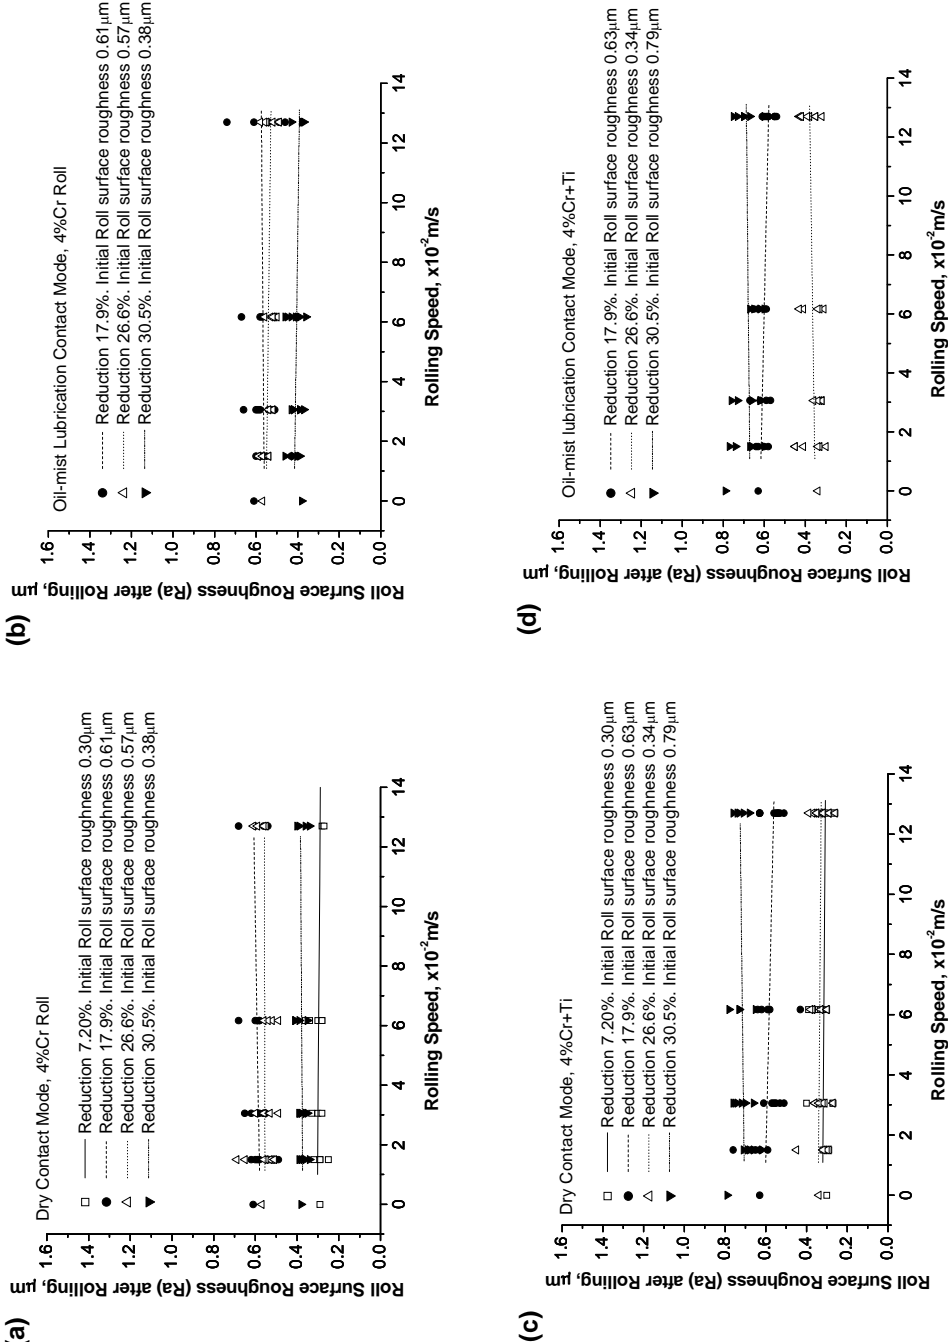 (a)
Dry Contact Mode, 4%Cr Roll
Reduction 7.20%. Initial Roll surface roughness 0.30μm
Reduction 17.9%. Initial Roll surface roughness 0.61μm
Reduction 26.6%. Initial Roll surface roughness 0.57μm
Reduction 30.5%. Initial Roll surface roughness 0.38μm
Roll Surface Roughness (Ra) after Rolling, μm
1.6
1.4
1.2
1.0
0.8
0.6
0.4
0.2
0.0
0 2 4 6 8 10 12 14
Rolling Speed, x10⁻²m/s
(b)
Oil-mist Lubrication Contact Mode, 4%Cr Roll
Reduction 17.9%. Initial Roll surface roughness 0.61μm
Reduction 26.6%. Initial Roll surface roughness 0.57μm
Reduction 30.5%. Initial Roll surface roughness 0.38μm
Roll Surface Roughness (Ra) after Rolling, μm
1.6
1.4
1.2
1.0
0.8
0.6
0.4
0.2
0.0
0 2 4 6 8 10 12 14
Rolling Speed, x10⁻²m/s
(c)
Dry Contact Mode, 4%Cr+Ti
Reduction 7.20%. Initial Roll surface roughness 0.30μm
Reduction 17.9%. Initial Roll surface roughness 0.63μm
Reduction 26.6%. Initial Roll surface roughness 0.34μm
Reduction 30.5%. Initial Roll surface roughness 0.79μm
Roll Surface Roughness (Ra) after Rolling, μm
1.6
1.4
1.2
1.0
0.8
0.6
0.4
0.2
0.0
0 2 4 6 8 10 12 14
Rolling Speed, x10⁻²m/s
(d)
Oil-mist lubrication Contact Mode, 4%Cr+Ti
Reduction 17.9%. Initial Roll surface roughness 0.63μm
Reduction 26.6%. Initial Roll surface roughness 0.34μm
Reduction 30.5%. Initial Roll surface roughness 0.79μm
Roll Surface Roughness (Ra) after Rolling, μm
1.6
1.4
1.2
1.0
0.8
0.6
0.4
0.2
0.0
0 2 4 6 8 10 12 14
Rolling Speed, x10⁻²m/s